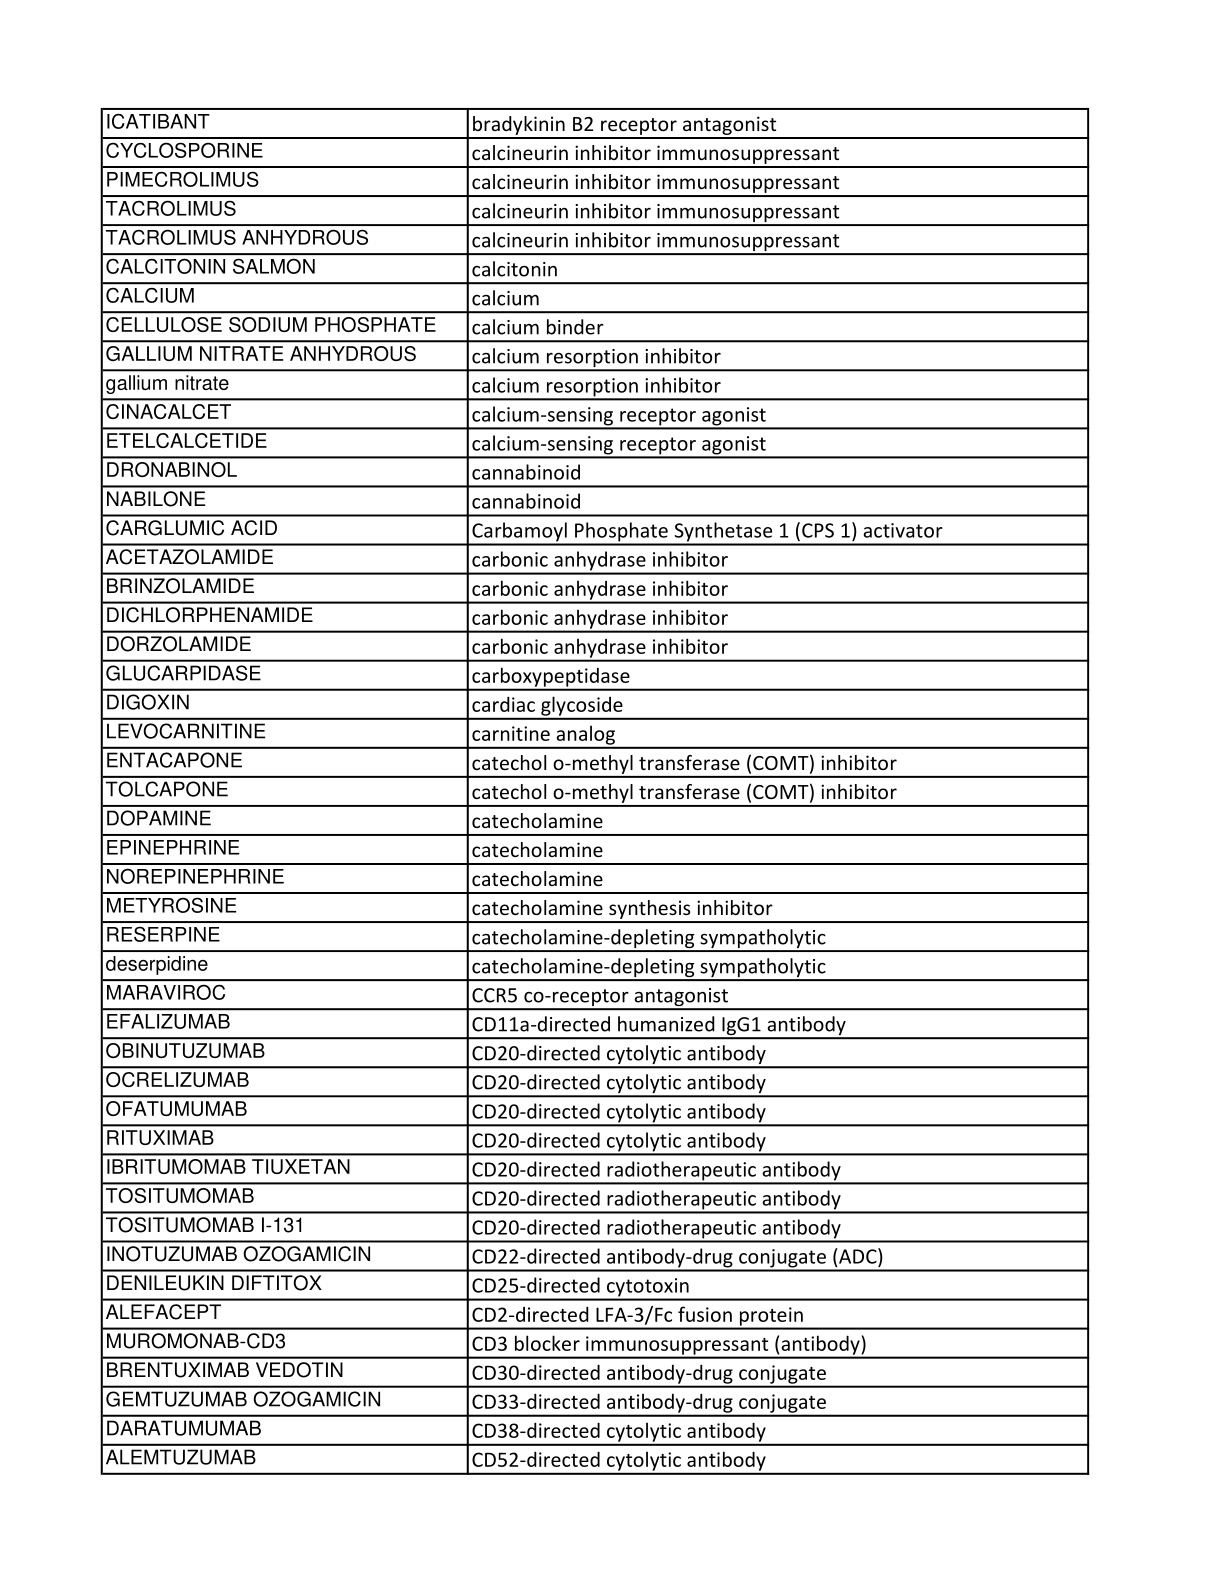 ICATIBANT bradykinin B2 receptor antagonist
CYCLOSPORINE calcineurin inhibitor immunosuppressant
PIMECROLIMUS calcineurin inhibitor immunosuppressant
TACROLIMUS calcineurin inhibitor immunosuppressant
TACROLIMUS ANHYDROUS calcineurin inhibitor immunosuppressant
CALCITONIN SALMON calcitonin
CALCIUM calcium
CELLULOSE SODIUM PHOSPHATE calcium binder
GALLIUM NITRATE ANHYDROUS calcium resorption inhibitor
gallium nitrate calcium resorption inhibitor
CINACALCET calcium-sensing receptor agonist
ETELCALCETIDE calcium-sensing receptor agonist
DRONABINOL cannabinoid
NABILONE cannabinoid
CARGLUMIC ACID Carbamoyl Phosphate Synthetase 1 (CPS 1) activator
ACETAZOLAMIDE carbonic anhydrase inhibitor
BRINZOLAMIDE carbonic anhydrase inhibitor
DICHLORPHENAMIDE carbonic anhydrase inhibitor
DORZOLAMIDE carbonic anhydrase inhibitor
GLUCARPIDASE carboxypeptidase
DIGOXIN cardiac glycoside
LEVOCARNITINE carnitine analog
ENTACAPONE catechol o-methyl transferase (COMT) inhibitor
TOLCAPONE catechol o-methyl transferase (COMT) inhibitor
DOPAMINE catecholamine
EPINEPHRINE catecholamine
NOREPINEPHRINE catecholamine
METYROSINE catecholamine synthesis inhibitor
RESERPINE catecholamine-depleting sympatholytic
deserpidine catecholamine-depleting sympatholytic
MARAVIROC CCR5 co-receptor antagonist
EFALIZUMAB CD11a-directed humanized IgG1 antibody
OBINUTUZUMAB CD20-directed cytolytic antibody
OCRELIZUMAB CD20-directed cytolytic antibody
OFATUMUMAB CD20-directed cytolytic antibody
RITUXIMAB CD20-directed cytolytic antibody
IBRITUMOMAB TIUXETAN CD20-directed radiotherapeutic antibody
TOSITUMOMAB CD20-directed radiotherapeutic antibody
TOSITUMOMAB I-131 CD20-directed radiotherapeutic antibody
INOTUZUMAB OZOGAMICIN CD22-directed antibody-drug conjugate (ADC)
DENILEUKIN DIFTITOX CD25-directed cytotoxin
ALEFACEPT CD2-directed LFA-3/Fc fusion protein
MUROMONAB-CD3 CD3 blocker immunosuppressant (antibody)
BRENTUXIMAB VEDOTIN CD30-directed antibody-drug conjugate
GEMTUZUMAB OZOGAMICIN CD33-directed antibody-drug conjugate
DARATUMUMAB CD38-directed cytolytic antibody
ALEMTUZUMAB CD52-directed cytolytic antibody